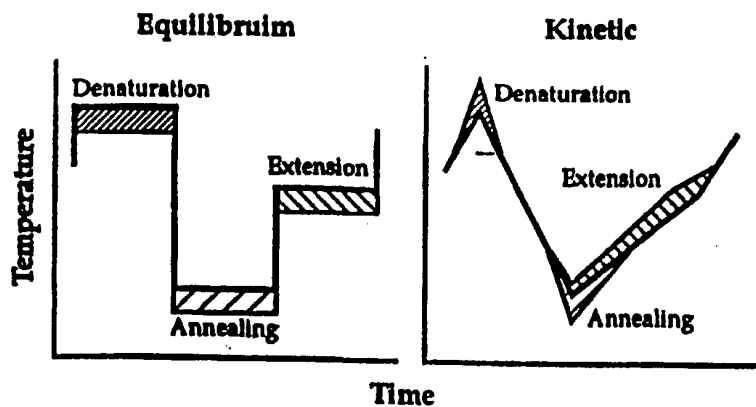 Equilibruim
Kinetic
Denaturation
Extension
Annealing
Denaturation
Extension
Annealing
Temperature
Time